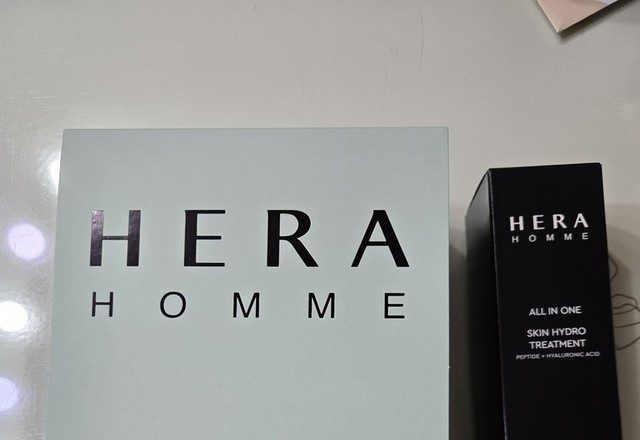 HERA
HOMME
HERA
HOMME
ALL IN ONE
SKIN HYDRO
TREATMENT
PEPTIDE + HYALURONIC ACID